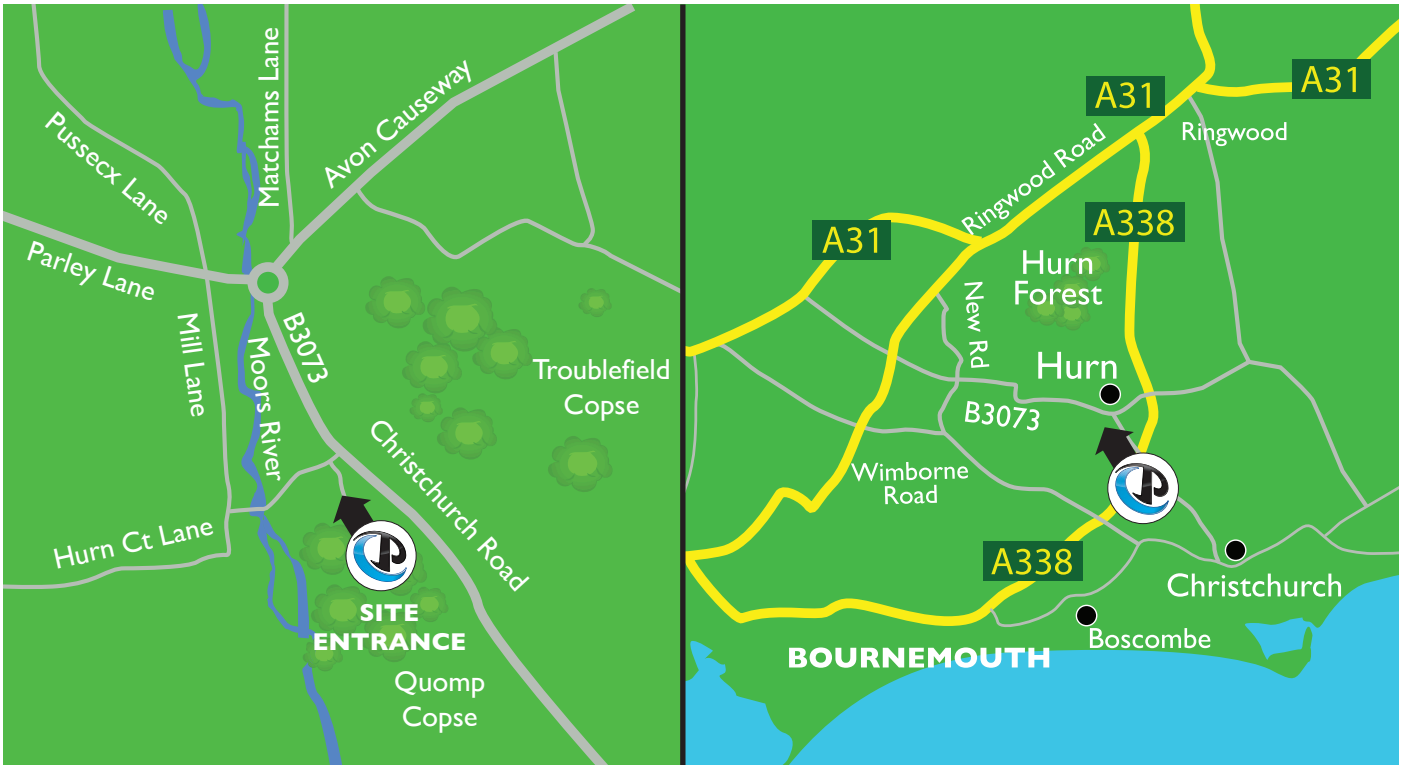 Pussecx Lane
Matchams Lane
Avon Causeway
Parley Lane
Mill Lane
Moors River
B3073
Troublefield
Copse
Christchurch Road
Hurn Ct Lane
SITE
ENTRANCE
Quomp
Copse
A31
A31
Ringwood
Ringwood Road
A31
A338
Hurn
Forest
New Rd
Hurn
B3073
Wimborne
Road
A338
Christchurch
Boscombe
BOURNEMOUTH